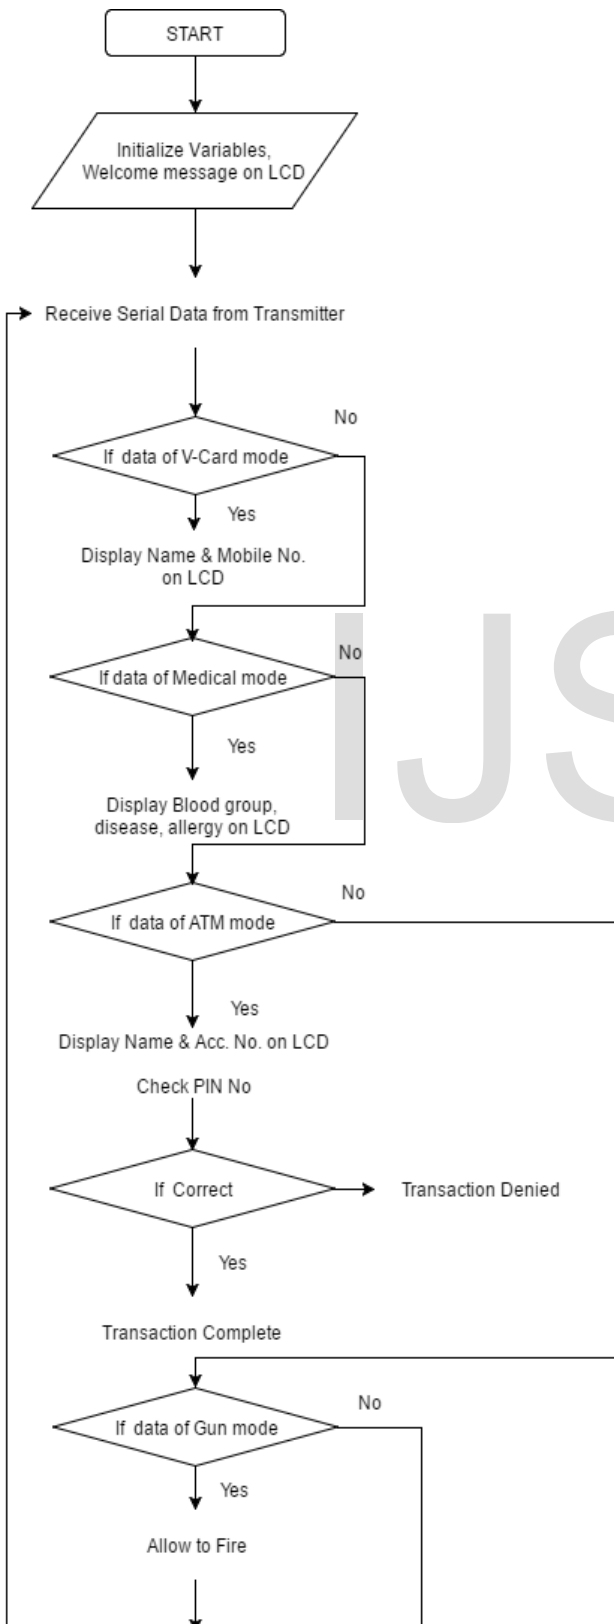 START
Initialize Variables,
Welcome message on LCD
Receive Serial Data from Transmitter
No
If data of V-Card mode
Yes
Display Name & Mobile No.
on LCD
No
If data of Medical mode
Yes
Display Blood group,
disease, allergy on LCD
No
If data of ATM mode
Yes
Display Name & Acc. No. on LCD
Check PIN No
If Correct
Transaction Denied
Yes
Transaction Complete
No
If data of Gun mode
Yes
Allow to Fire
IJS